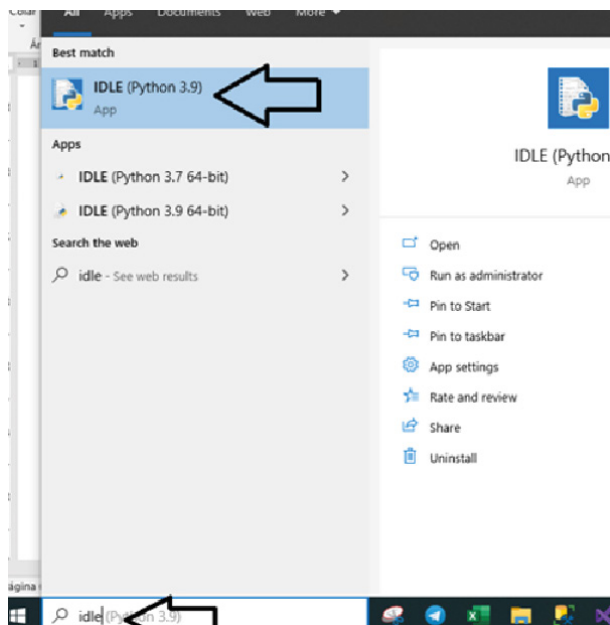 Colar
All Apps Documents Web More
Best match
IDLE (Python 3.9)
App
Apps
IDLE (Python 3.7 64-bit)
IDLE (Python 3.9 64-bit)
Search the web
idle - See web results
IDLE (Python
App
Open
Run as administrator
Pin to Start
Pin to taskbar
App settings
Rate and review
Share
Uninstall
ágina
idle (Python 3.9)